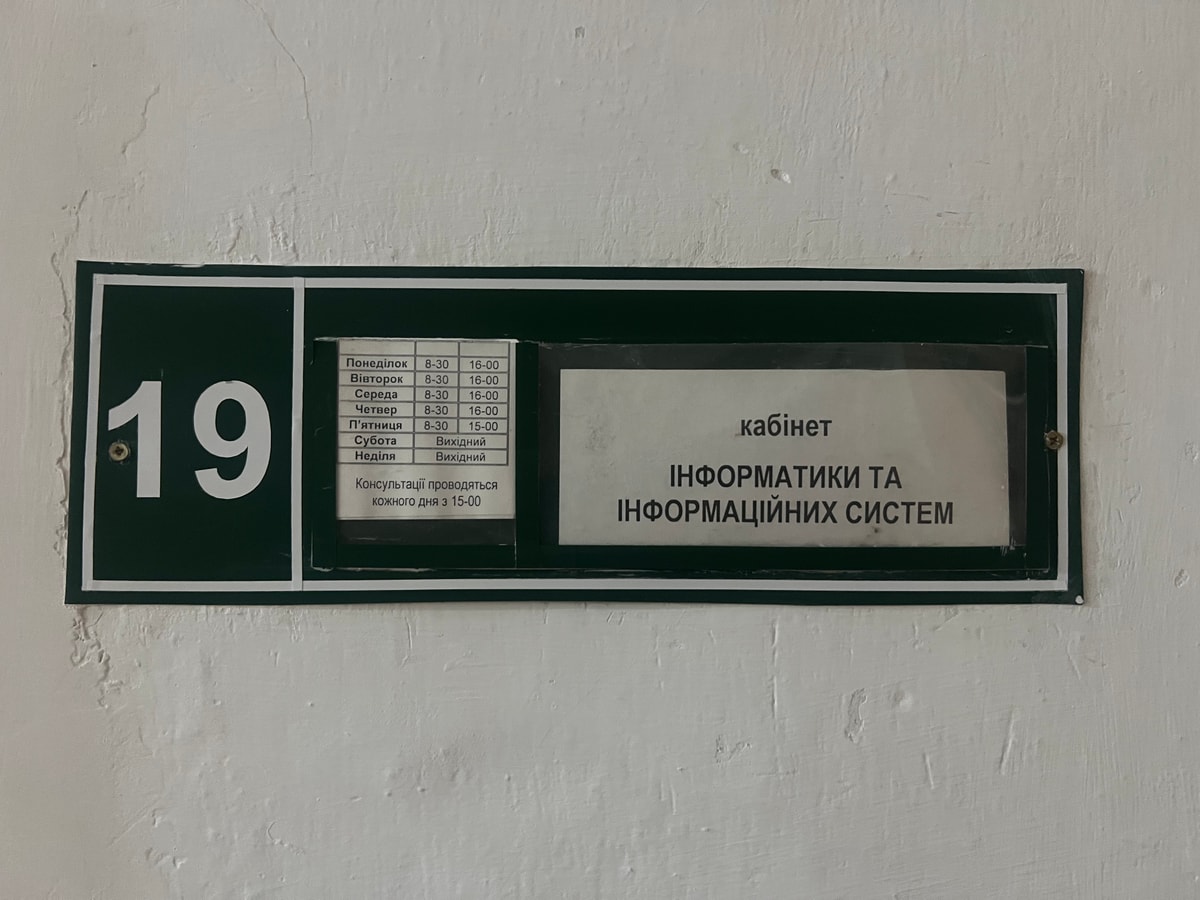 19
Понеділок 8-30 16-00
Вівторок 8-30 16-00
Середа 8-30 16-00
Четвер 8-30 16-00
П'ятниця 8-30 15-00
Субота Вихідний
Неділя Вихідний
Консультації проводяться
кожного дня з 15-00
кабінет
ІНФОРМАТИКИ ТА
ІНФОРМАЦІЙНИХ СИСТЕМ